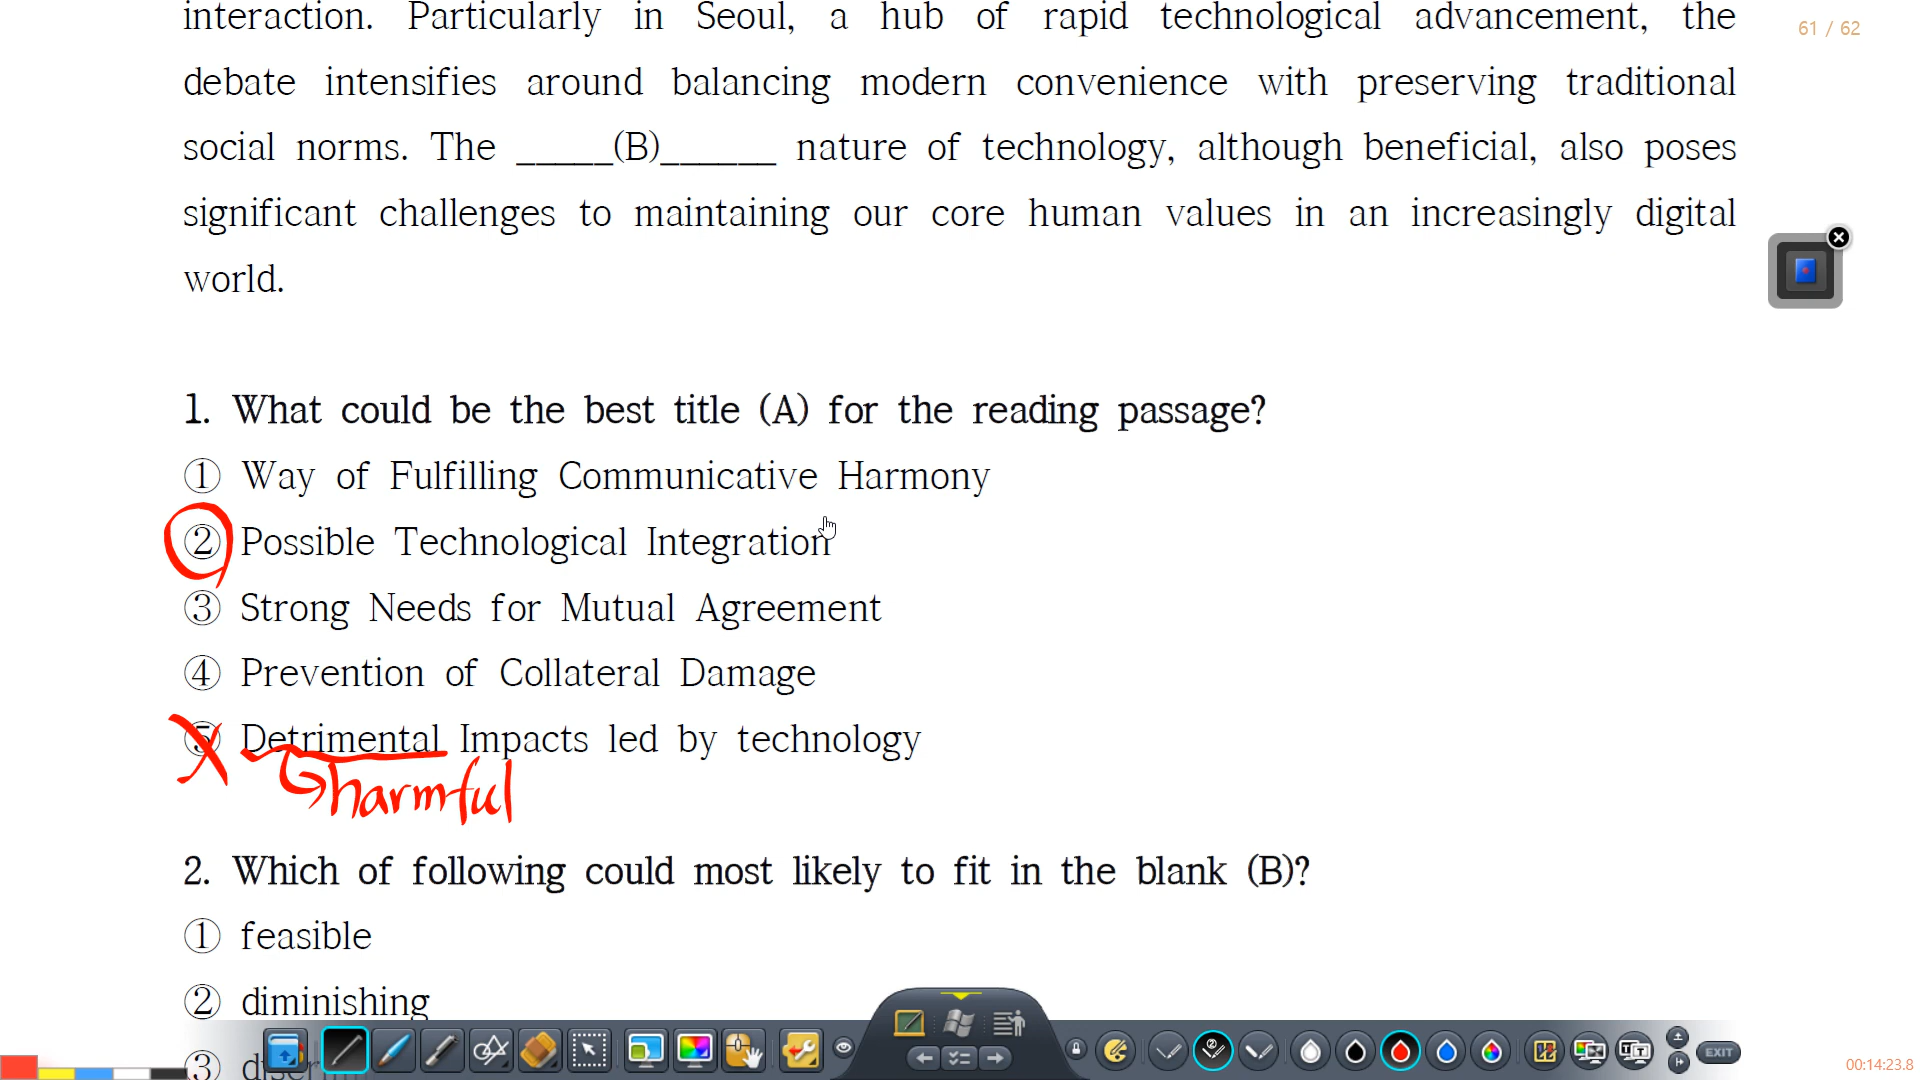 interaction. Particularly in Seoul, a hub of rapid technological advancement, the
61 / 62
debate intensifies around balancing modern convenience with preserving traditional
social norms. The _____(B)______ nature of technology, although beneficial, also poses
significant challenges to maintaining our core human values in an increasingly digital
world.
1. What could be the best title (A) for the reading passage?
① Way of Fulfilling Communicative Harmony
② Possible Technological Integration
③ Strong Needs for Mutual Agreement
④ Prevention of Collateral Damage
⑤ Detrimental Impacts led by technology
harmful
2. Which of following could most likely to fit in the blank (B)?
① feasible
② diminishing
③
EXIT
00:14:23.8